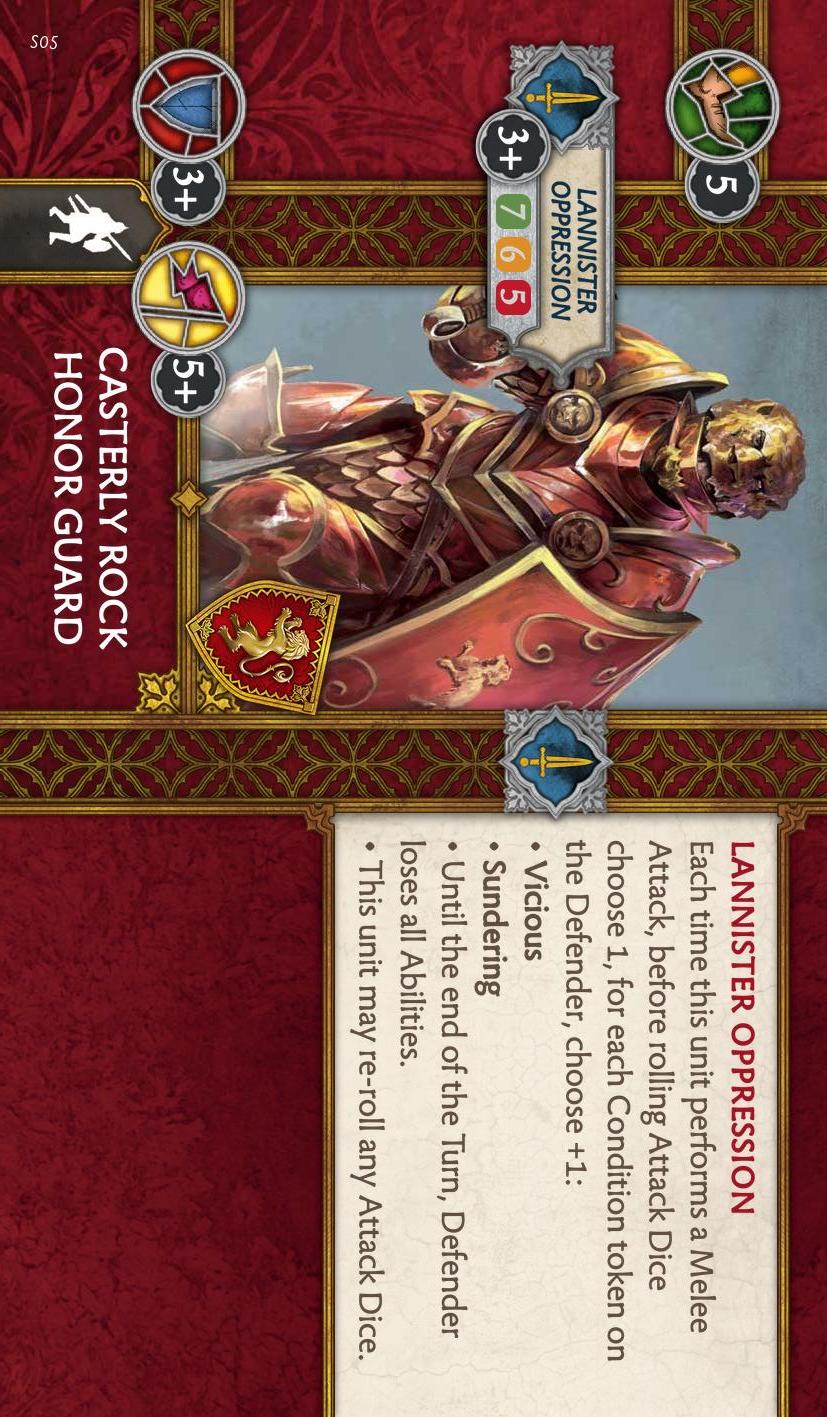 5
LANNISTER
OPPRESSION
3+
7 6 5
3+
5+
CASTERLY ROCK
HONOR GUARD
S05
LANNISTER OPPRESSION
Each time this unit performs a Melee
Attack, before rolling Attack Dice
choose 1, for each Condition token on
the Defender, choose +1:
• Vicious
• Sundering
• Until the end of the Turn, Defender
loses all Abilities.
• This unit may re-roll any Attack Dice.